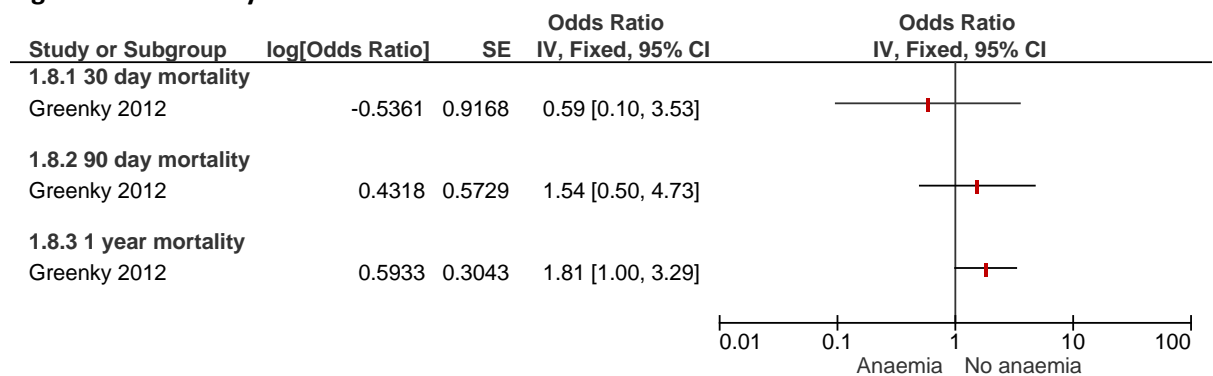 Odds Ratio Odds Ratio
Study or Subgroup log[Odds Ratio] SE IV, Fixed, 95% CI IV, Fixed, 95% CI
1.8.1 30 day mortality
Greenky 2012 -0.5361 0.9168 0.59 [0.10, 3.53]
1.8.2 90 day mortality
Greenky 2012 0.4318 0.5729 1.54 [0.50, 4.73]
1.8.3 1 year mortality
Greenky 2012 0.5933 0.3043 1.81 [1.00, 3.29]
0.01 0.1 1 10 100
Anaemia No anaemia